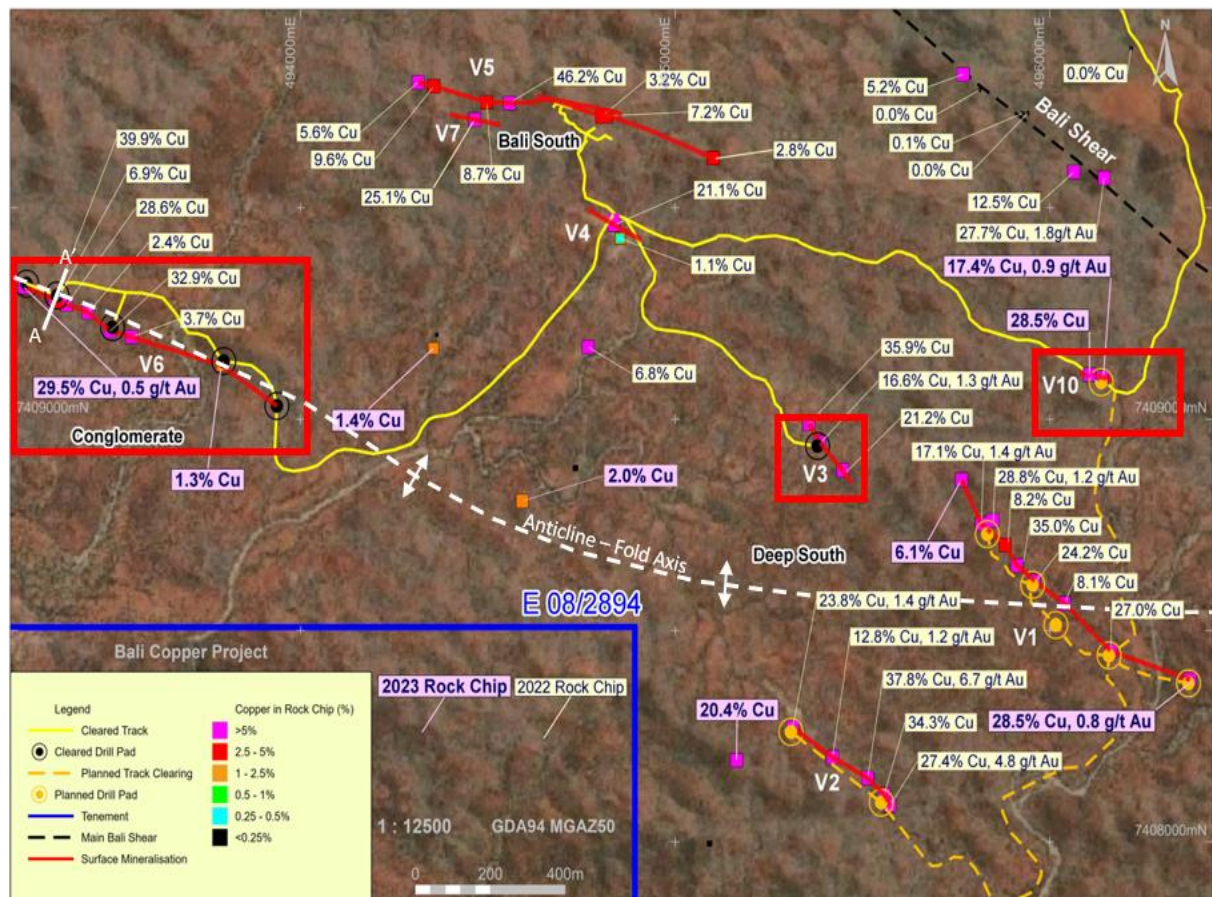 494000mE
496000mE
N
0.0% Cu
V5
46.2% Cu
3.2% Cu
5.2% Cu
0.0% Cu
0.1% Cu
0.0% Cu
Bali Shear
39.9% Cu
6.9% Cu
28.6% Cu
2.4% Cu
32.9% Cu
3.7% Cu
5.6% Cu
9.6% Cu
V7
25.1% Cu
8.7% Cu
Bali South
7.2% Cu
2.8% Cu
21.1% Cu
V4
1.1% Cu
12.5% Cu
27.7% Cu, 1.8g/t Au
17.4% Cu, 0.9 g/t Au
28.5% Cu
V10
A'
A
V6
29.5% Cu, 0.5 g/t Au
7409000mN
Conglomerate
1.3% Cu
1.4% Cu
6.8% Cu
2.0% Cu
35.9% Cu
16.6% Cu, 1.3 g/t Au
21.2% Cu
V3
7409000mN
17.1% Cu, 1.4 g/t Au
28.8% Cu, 1.2 g/t Au
8.2% Cu
35.0% Cu
24.2% Cu
8.1% Cu
27.0% Cu
6.1% Cu
Anticline – Fold Axis
Deep South
E 08/2894
V1
23.8% Cu, 1.4 g/t Au
12.8% Cu, 1.2 g/t Au
37.8% Cu, 6.7 g/t Au
34.3% Cu
27.4% Cu, 4.8 g/t Au
28.5% Cu, 0.8 g/t Au
20.4% Cu
V2
7408000mN
Bali Copper Project
Legend
Cleared Track
Cleared Drill Pad
Planned Track Clearing
Planned Drill Pad
Tenement
Main Bali Shear
Surface Mineralisation
Copper in Rock Chip (%)
>5%
2.5 - 5%
1 - 2.5%
0.5 - 1%
0.25 - 0.5%
<0.25%
2023 Rock Chip
2022 Rock Chip
1 : 12500
GDA94 MGAZ50
0
200
400m